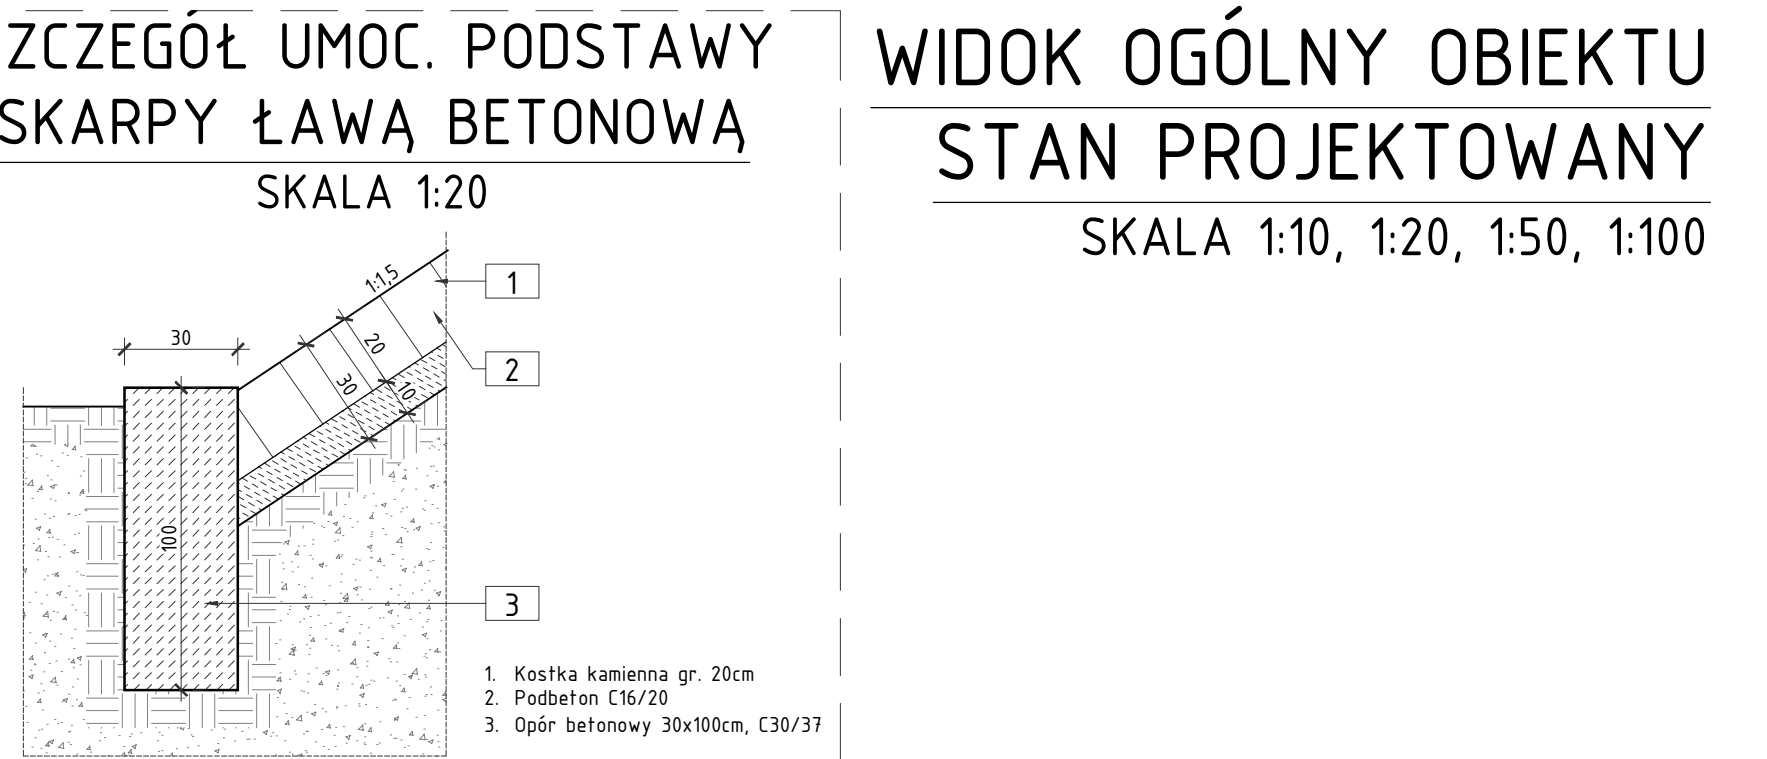 ZCZEGÓŁ UMOC. PODSTAWY
SKARPY ŁAWĄ BETONOWĄ
SKALA 1:20
1:1,5
1
30
20
2
30
10
100
3
1. Kostka kamienna gr. 20cm
2. Podbeton C16/20
3. Opór betonowy 30x100cm, C30/37
WIDOK OGÓLNY OBIEKTU
STAN PROJEKTOWANY
SKALA 1:10, 1:20, 1:50, 1:100